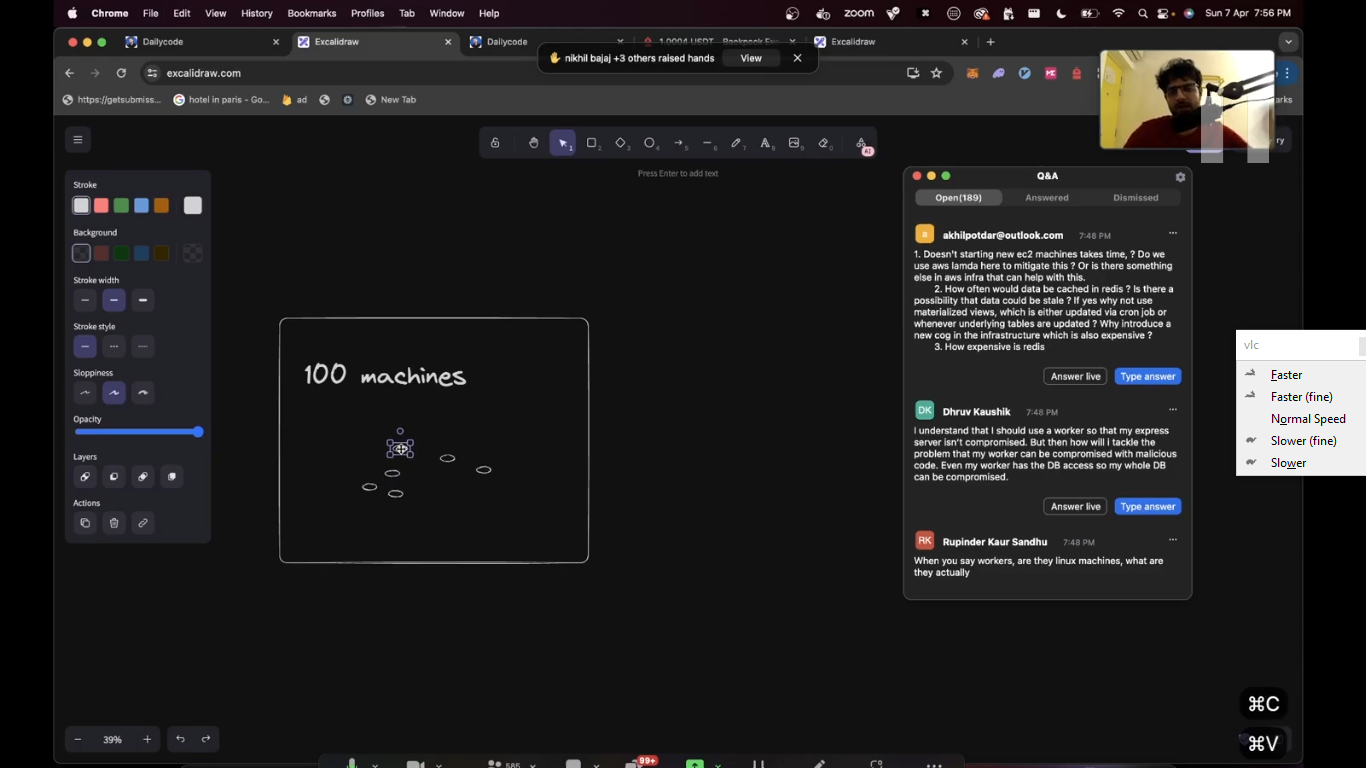 Chrome File Edit View History Bookmarks Profiles Tab Window Help
zoom
Sun 7 Apr 7:56 PM
Dailycode
Excalidraw
Dailycode
Excalidraw
nikhil bajaj +3 others raised hands View
excalidraw.com
https://getsubmiss...
hotel in paris - Go...
ad
New Tab
Press Enter to add text
Stroke
Background
Stroke width
Stroke style
Sloppiness
Opacity
Layers
Actions
39%
100 machines
Q&A
Open(189) Answered Dismissed
a
akhilpotdar@outlook.com 7:48 PM
1. Doesn't starting new ec2 machines takes time, ? Do we
use aws lamda here to mitigate this ? Or is there something
else in aws infra that can help with this.
2. How often would data be cached in redis ? Is there a
possibility that data could be stale ? If yes why not use
materialized views, which is either updated via cron job or
whenever underlying tables are updated ? Why introduce a
new cog in the infrastructure which is also expensive ?
3. How expensive is redis
Answer live Type answer
DK
Dhruv Kaushik 7:48 PM
I understand that I should use a worker so that my express
server isn't compromised. But then how will i tackle the
problem that my worker can be compromised with malicious
code. Even my worker has the DB access so my whole DB
can be compromised.
Answer live Type answer
RK
Rupinder Kaur Sandhu 7:48 PM
When you say workers, are they linux machines, what are
they actually
vlc
Faster
Faster (fine)
Normal Speed
Slower (fine)
Slower
⌘C
⌘V
585
99+